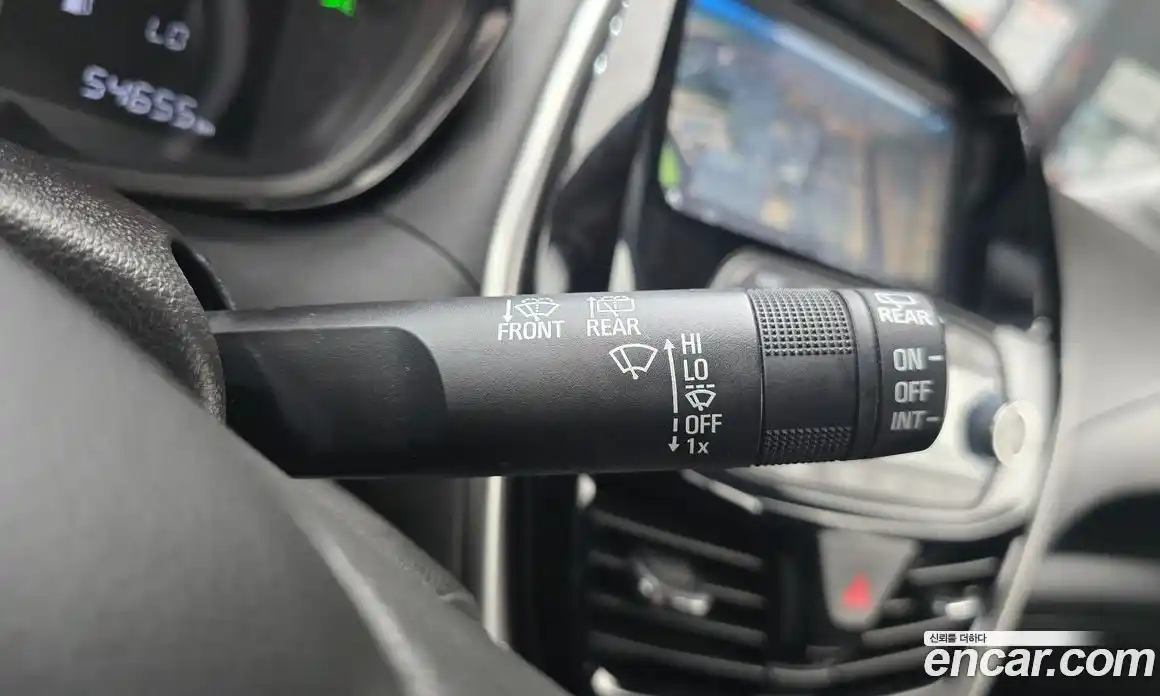 LO
54655
FRONT
REAR
HI
LO
OFF
1x
REAR
ON
OFF
INT
신뢰를 더하다
encar.com